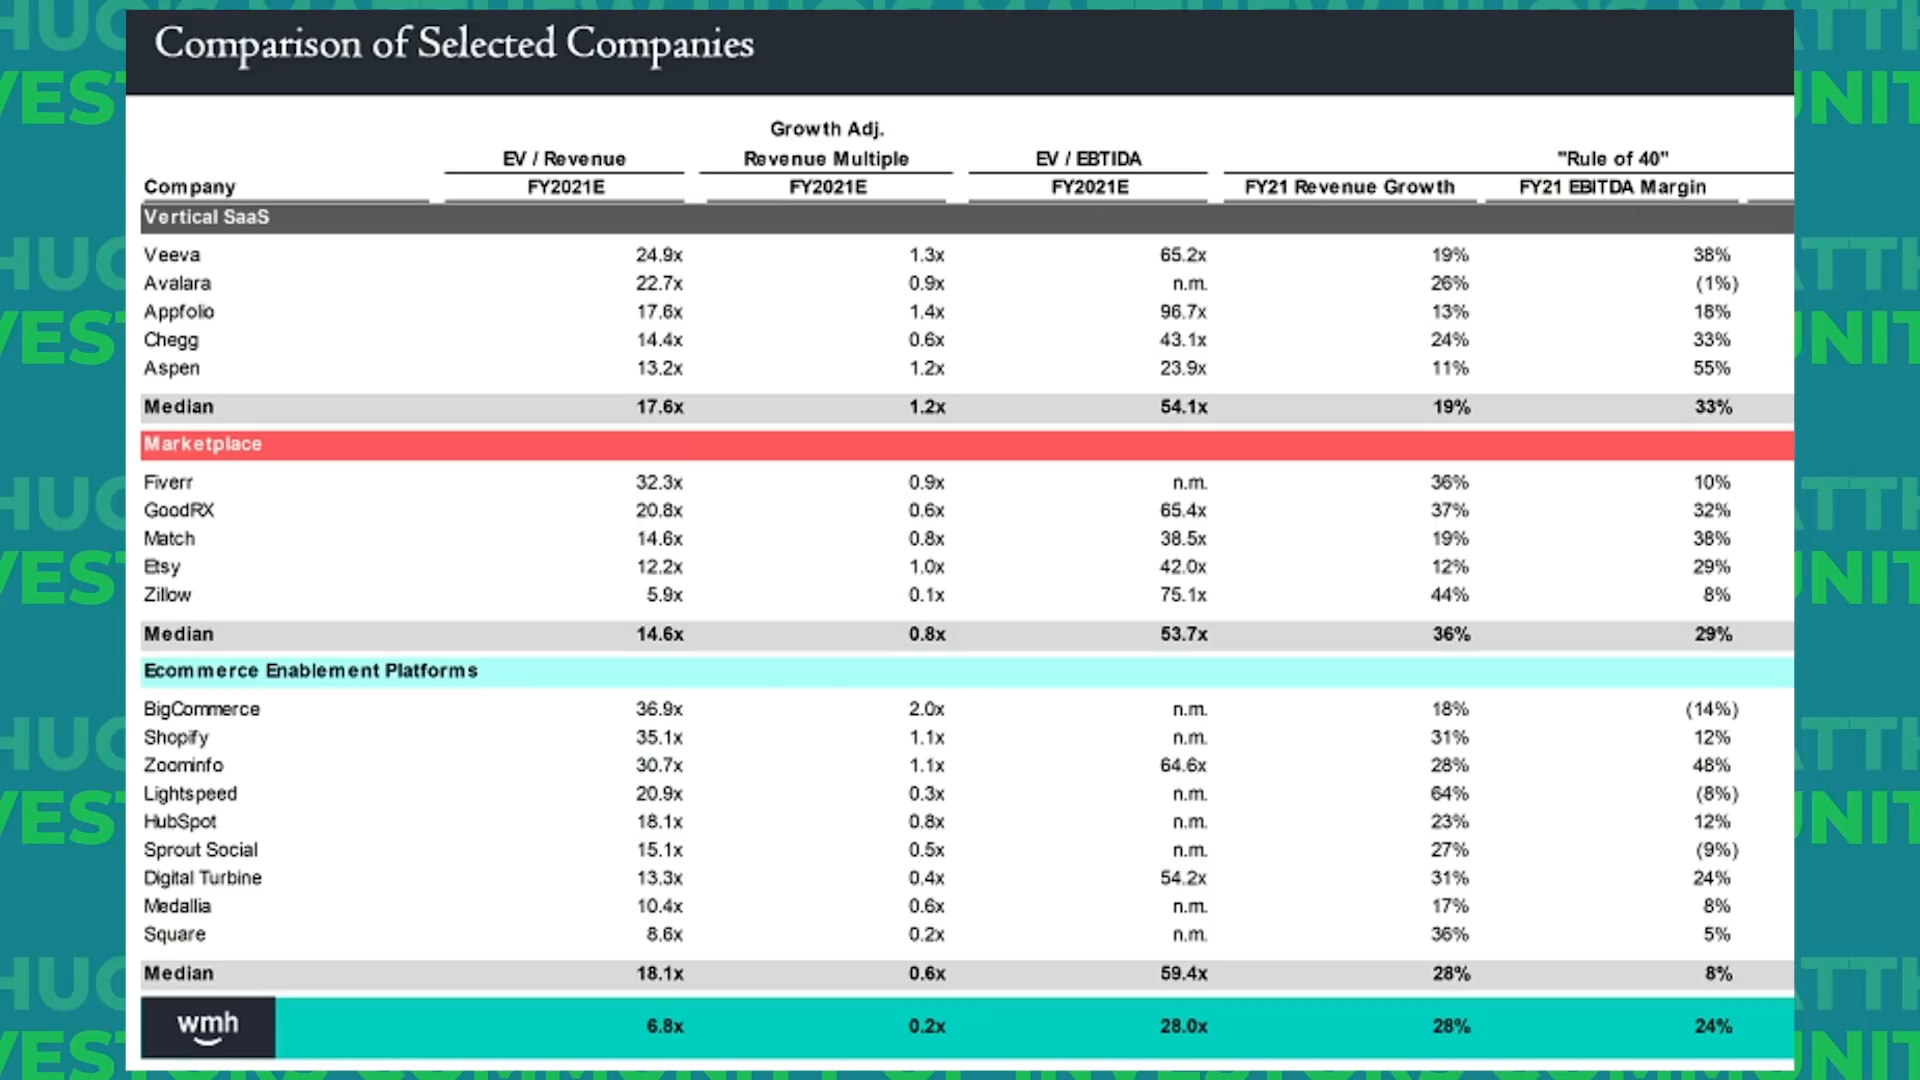 Comparison of Selected Companies
Growth Adj.
EV / Revenue Revenue Multiple EV / EBTIDA "Rule of 40"
Company FY2021E FY2021E FY2021E FY21 Revenue Growth FY21 EBITDA Margin
Vertical SaaS
Veeva 24.9x 1.3x 65.2x 19% 38%
Avalara 22.7x 0.9x n.m. 26% (1%)
Appfolio 17.6x 1.4x 96.7x 13% 18%
Chegg 14.4x 0.6x 43.1x 24% 33%
Aspen 13.2x 1.2x 23.9x 11% 55%
Median 17.6x 1.2x 54.1x 19% 33%
Marketplace
Fiverr 32.3x 0.9x n.m. 36% 10%
GoodRX 20.8x 0.6x 65.4x 37% 32%
Match 14.6x 0.8x 38.5x 19% 38%
Etsy 12.2x 1.0x 42.0x 12% 29%
Zillow 5.9x 0.1x 75.1x 44% 8%
Median 14.6x 0.8x 53.7x 36% 29%
Ecommerce Enablement Platforms
BigCommerce 36.9x 2.0x n.m. 18% (14%)
Shopify 35.1x 1.1x n.m. 31% 12%
Zoominfo 30.7x 1.1x 64.6x 28% 48%
Lightspeed 20.9x 0.3x n.m. 64% (8%)
HubSpot 18.1x 0.8x n.m. 23% 12%
Sprout Social 15.1x 0.5x n.m. 27% (9%)
Digital Turbine 13.3x 0.4x 54.2x 31% 24%
Medallia 10.4x 0.6x n.m. 17% 8%
Square 8.6x 0.2x n.m. 36% 5%
Median 18.1x 0.6x 59.4x 28% 8%
wmh 6.8x 0.2x 28.0x 28% 24%